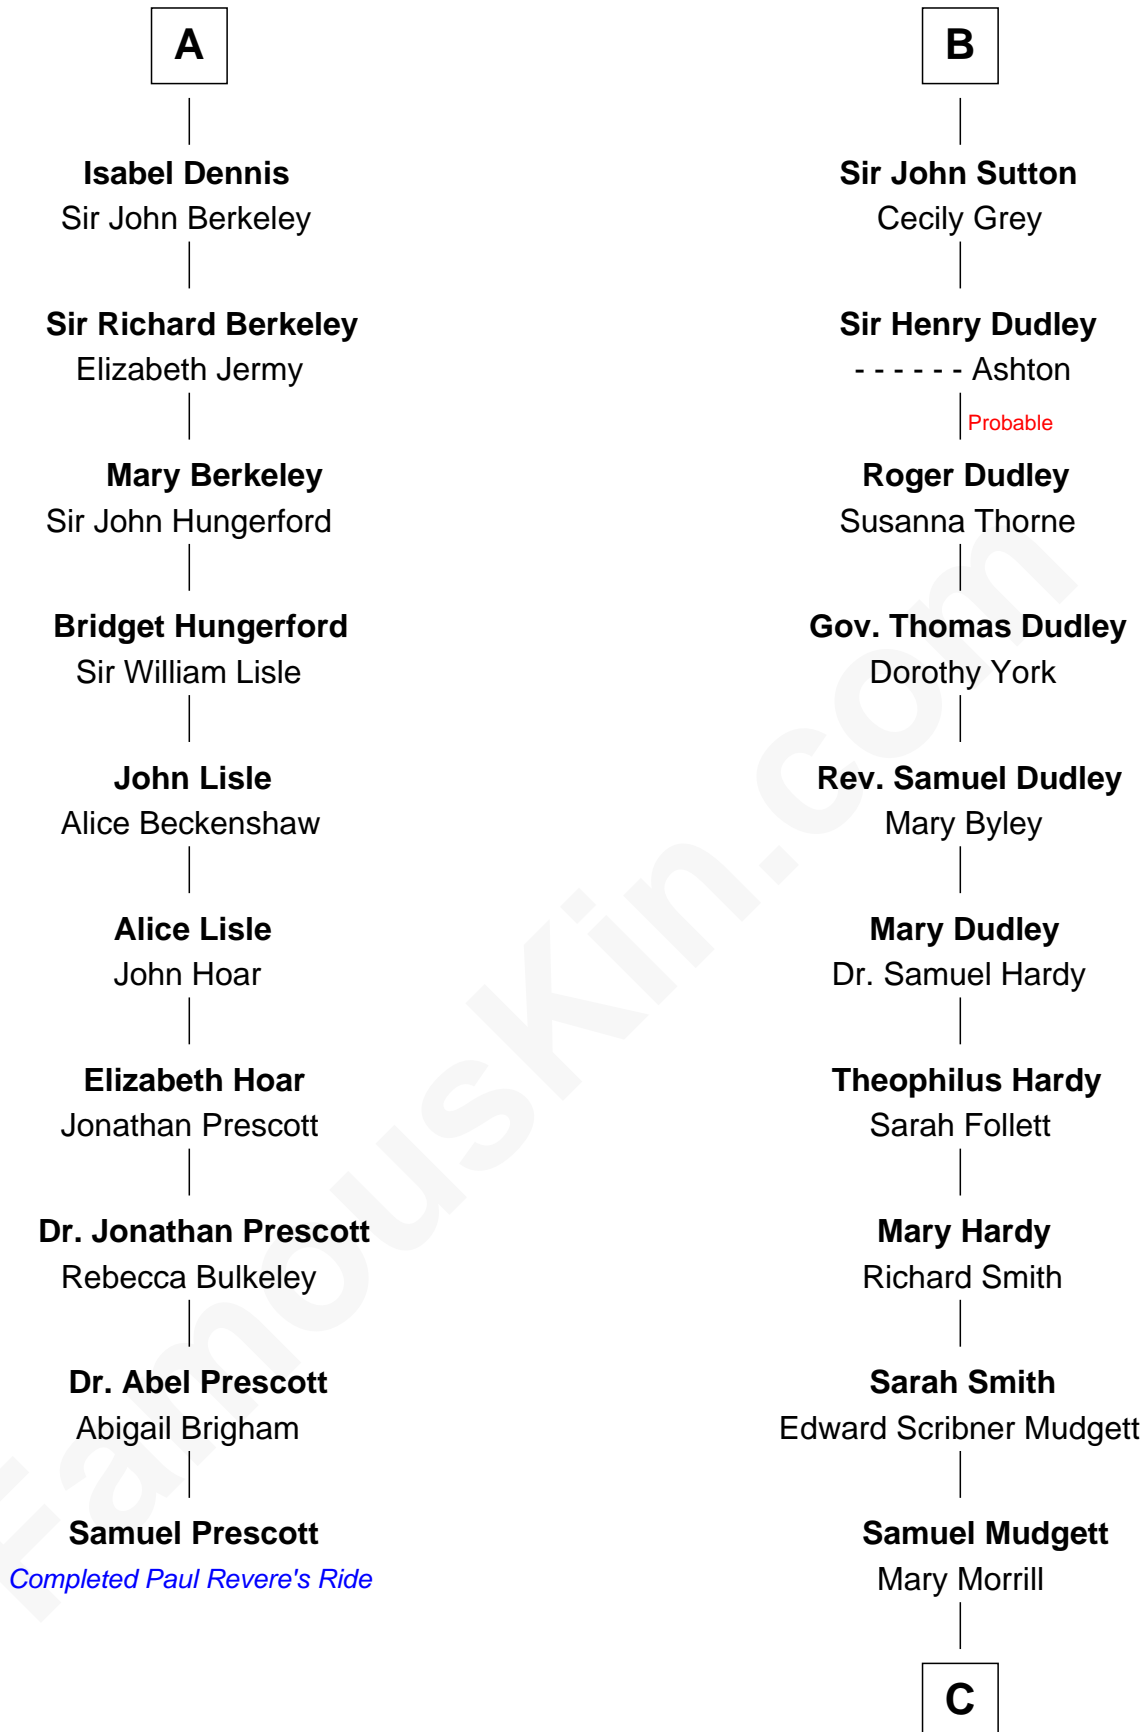 A
Isabel Dennis
Sir John Berkeley
Sir Richard Berkeley
Elizabeth Jermy
Mary Berkeley
Sir John Hungerford
Bridget Hungerford
Sir William Lisle
John Lisle
Alice Beckenshaw
Alice Lisle
John Hoar
Elizabeth Hoar
Jonathan Prescott
Dr. Jonathan Prescott
Rebecca Bulkeley
Dr. Abel Prescott
Abigail Brigham
Samuel Prescott
Completed Paul Revere's Ride
B
Sir John Sutton
Cecily Grey
Sir Henry Dudley
- - - - - - Ashton
Probable
Roger Dudley
Susanna Thorne
Gov. Thomas Dudley
Dorothy York
Rev. Samuel Dudley
Mary Byley
Mary Dudley
Dr. Samuel Hardy
Theophilus Hardy
Sarah Follett
Mary Hardy
Richard Smith
Sarah Smith
Edward Scribner Mudgett
Samuel Mudgett
Mary Morrill
C
FamousKin.com